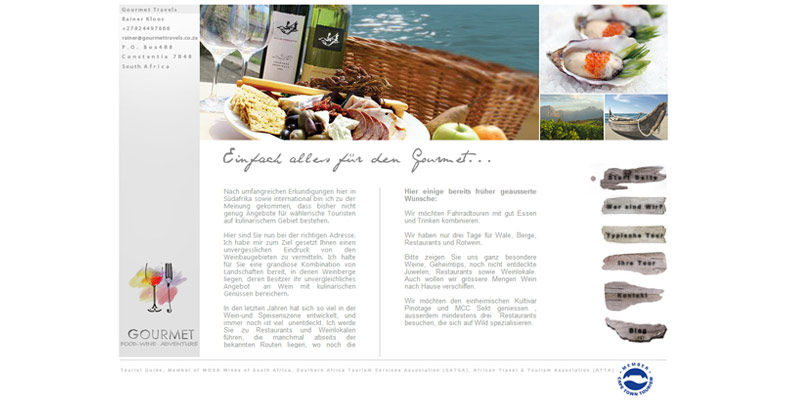 Gourmet Travels
Rainer Kloos
+27824497666
rainer@gourmettravels.co.za
P.O. Box488
Constantia 7848
South Africa
Einfach alles für den Gourmet...
Nach umfangreichen Erkundigungen hier in
Südafrika sowie international bin ich zu der
Meinung gekommen, dass bisher nicht
genug Angebote für wählerische Touristen
auf kulinarischem Gebiet bestehen.
Hier sind Sie nun bei der richtigen Adresse.
Ich habe mir zum Ziel gesetzt Ihnen einen
unvergesslichen Eindruck von den
Weinbaugebieten zu vermitteln. Ich halte
für Sie eine grandiose Kombination von
Landschaften bereit, in denen Weinberge
liegen, deren Besitzer ihr unvergleichliches
Angebot an Wein mit kulinarischen
Genüssen bereichern.
In den letzten Jahren hat sich so viel in der
Wein-und Speisenszene entwickelt, und
immer noch ist viel unentdeckt. Ich werde
Sie zu Restaurants und Weinlokalen
führen, die manchmal abseits der
bekannten Routen liegen, wo noch die
Hier einige bereits früher geäusserte
Wünsche:
Wir möchten Fahradtouren mit gut Essen
und Trinken kombinieren.
Wir haben nur drei Tage für Wale, Berge,
Restaurants und Rotwein.
Bitte zeigen Sie uns ganz besondere
Weine, Geheimtips, noch nicht entdeckte
Juwelen, Restaurants sowie Weinlokale.
Auch wollen wir grössere Mengen Wein
nach Hause verschiffen.
Wir möchten den einheimischen Kultivar
Pinotage und MCC Sekt geniessen ,
ausserdem mindestens drei Restaurants
besuchen, die sich auf Wild spezialisieren.
Start Seite
Wer sind Wir?
Typische Tour
Ihre Tour
Kontakt
Blog
GOURMET
FOOD·WINE·ADVENTURE
Tourist Guide, Member of WOSA Wines of South Africa, Southern Africa Tourism Services Association (SATSA), African Travel & Tourism Association (ATTA)
MEMBER
CAPE TOWN TOURISM